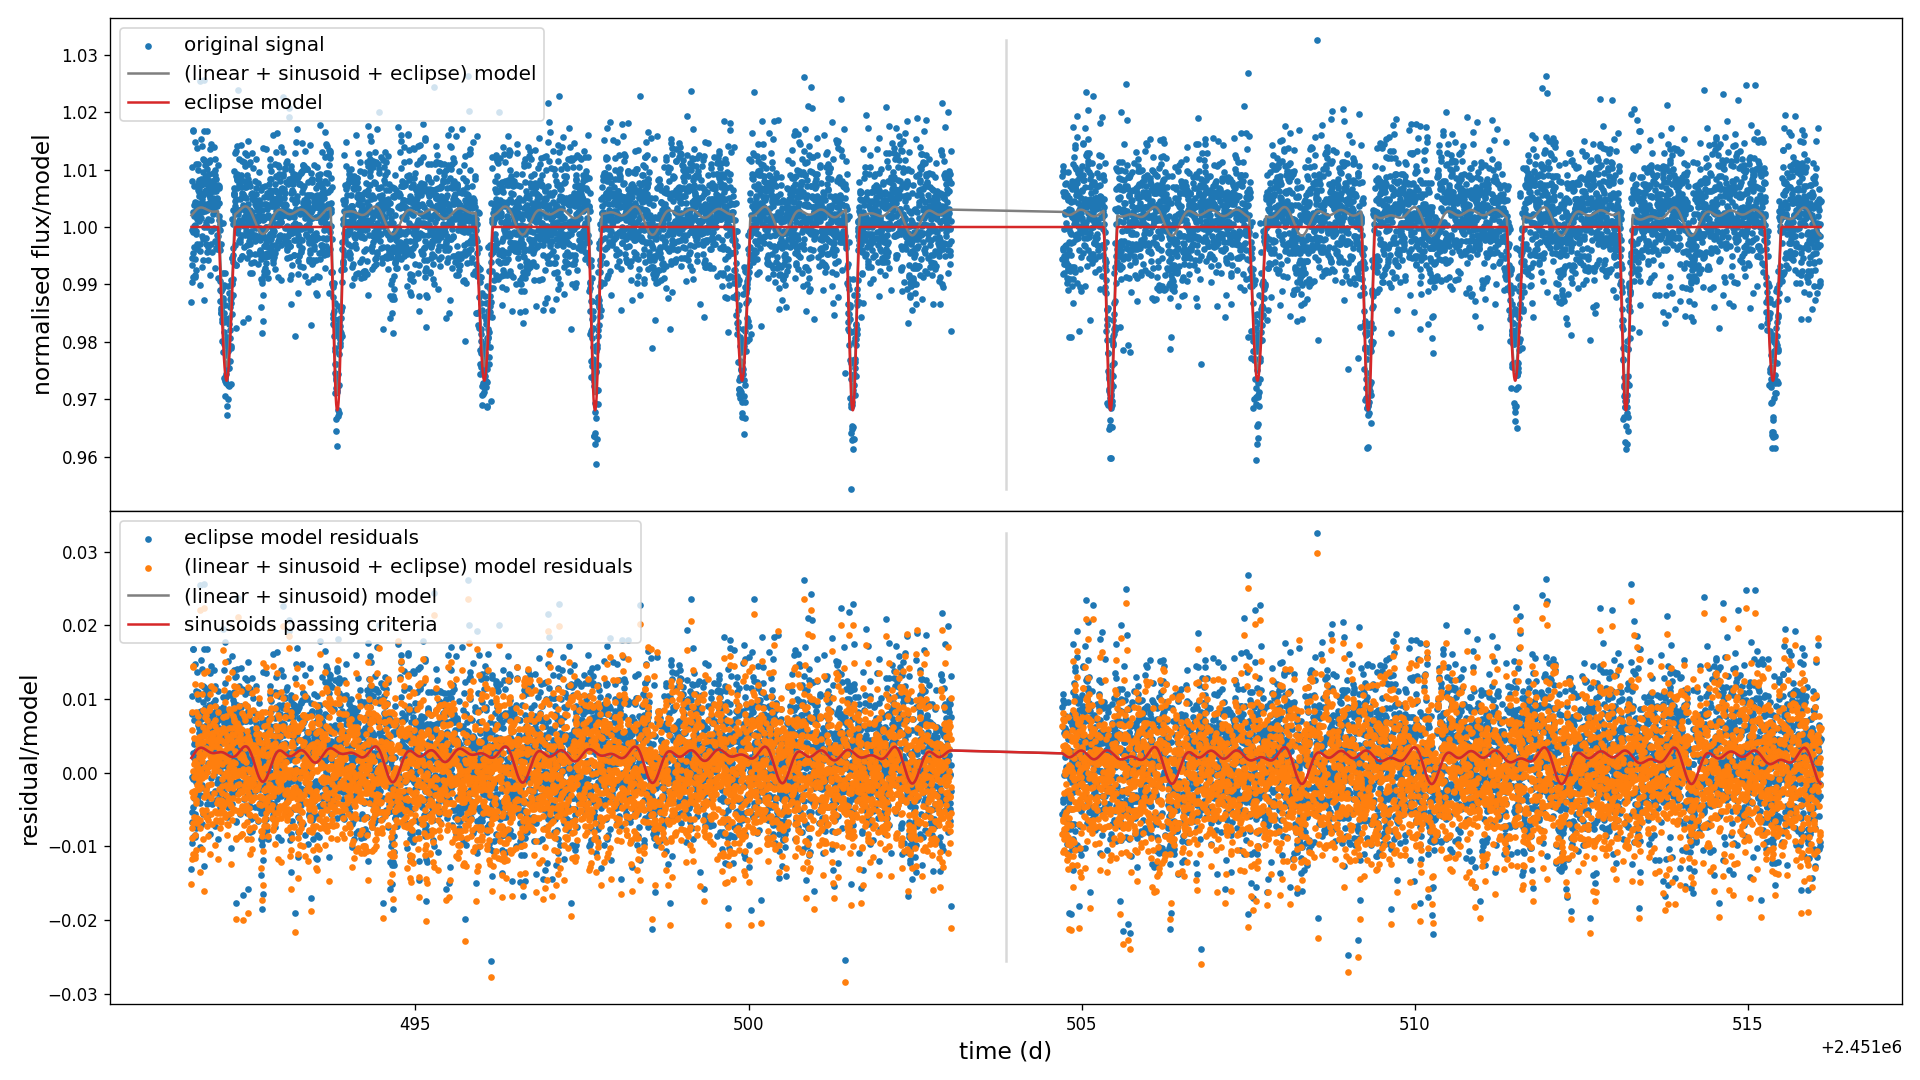 original signal
(linear + sinusoid + eclipse) model
eclipse model
normalised flux/model
1.03
1.02
1.01
1.00
0.99
0.98
0.97
0.96
eclipse model residuals
(linear + sinusoid + eclipse) model residuals
(linear + sinusoid) model
sinusoids passing criteria
residual/model
0.03
0.02
0.01
0.00
−0.01
−0.02
−0.03
495
500
505
510
515
time (d)
+2.451e6